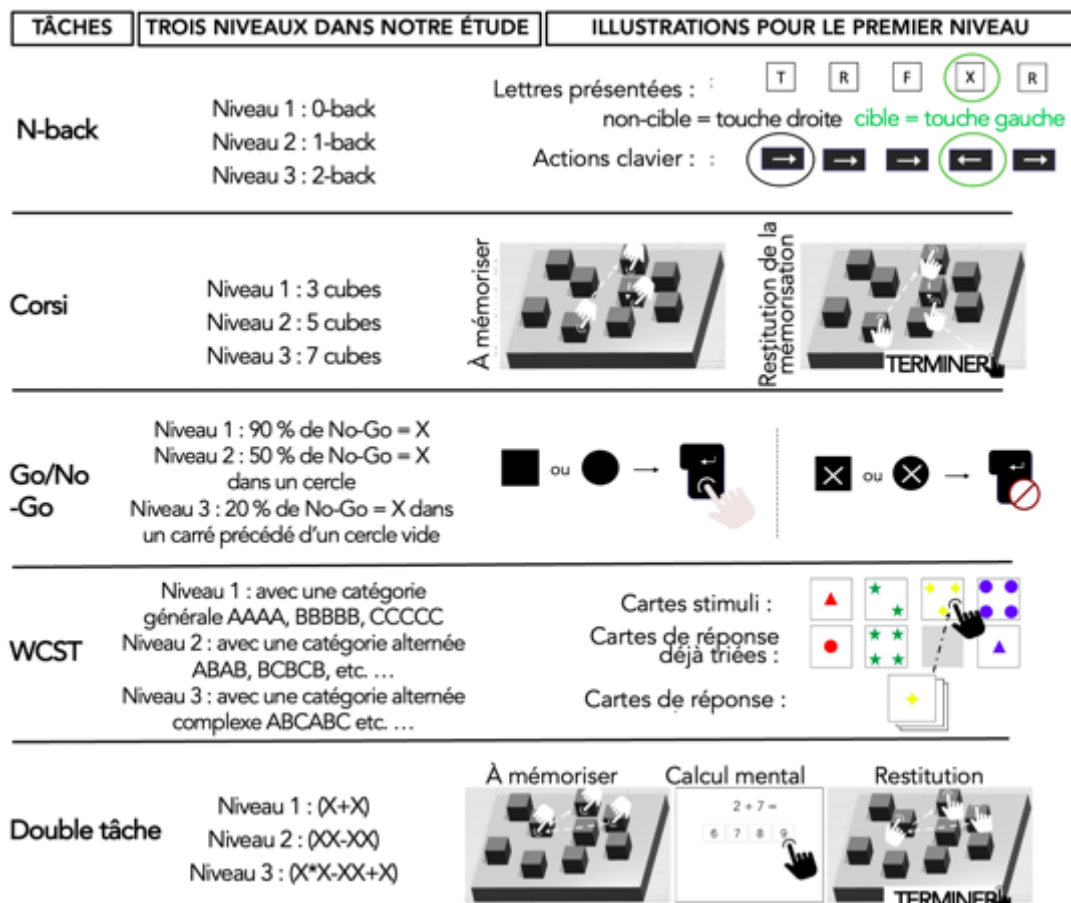 TÂCHES
TROIS NIVEAUX DANS NOTRE ÉTUDE
ILLUSTRATIONS POUR LE PREMIER NIVEAU
N-back
Niveau 1 : 0-back
Niveau 2 : 1-back
Niveau 3 : 2-back
Lettres présentées : :
T R F X R
non-cible = touche droite cible = touche gauche
Actions clavier : :
→ → → ← →
Corsi
Niveau 1 : 3 cubes
Niveau 2 : 5 cubes
Niveau 3 : 7 cubes
À mémoriser
Restitution de la
mémorisation
TERMINER
Go/No
-Go
Niveau 1 : 90 % de No-Go = X
Niveau 2 : 50 % de No-Go = X
dans un cercle
Niveau 3 : 20 % de No-Go = X dans
un carré précédé d'un cercle vide
ou →
ou →
WCST
Niveau 1 : avec une catégorie
générale AAAA, BBBBB, CCCCC
Niveau 2 : avec une catégorie alternée
ABAB, BCBCB, etc. …
Niveau 3 : avec une catégorie alternée
complexe ABCABC etc. …
Cartes stimuli :
Cartes de réponse
déjà triées :
Cartes de réponse :
Double tâche
Niveau 1 : (X+X)
Niveau 2 : (XX-XX)
Niveau 3 : (X*X-XX+X)
À mémoriser
Calcul mental
Restitution
2 + 7 =
6 7 8 9
TERMINER